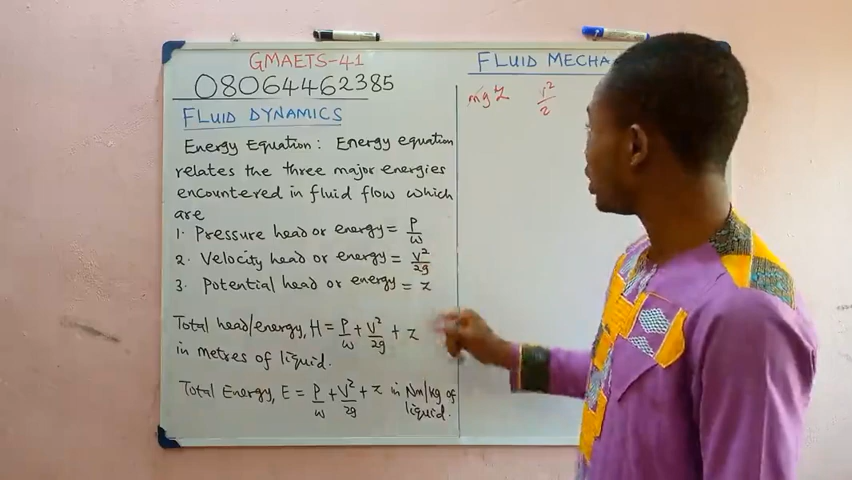 GMAETS-41
08064462385
FLUID DYNAMICS
Energy Equation: Energy equation
relates the three major energies
encountered in fluid flow which
are
1. Pressure head or energy = P/w
2. Velocity head or energy = V²/2g
3. Potential head or energy = z
Total head/energy, H = P/w + V²/2g + z
in metres of liquid.
Total Energy, E = P/w + V²/2g + z in Nm/kg of
liquid.
FLUID MECHA
mgZ V²/2